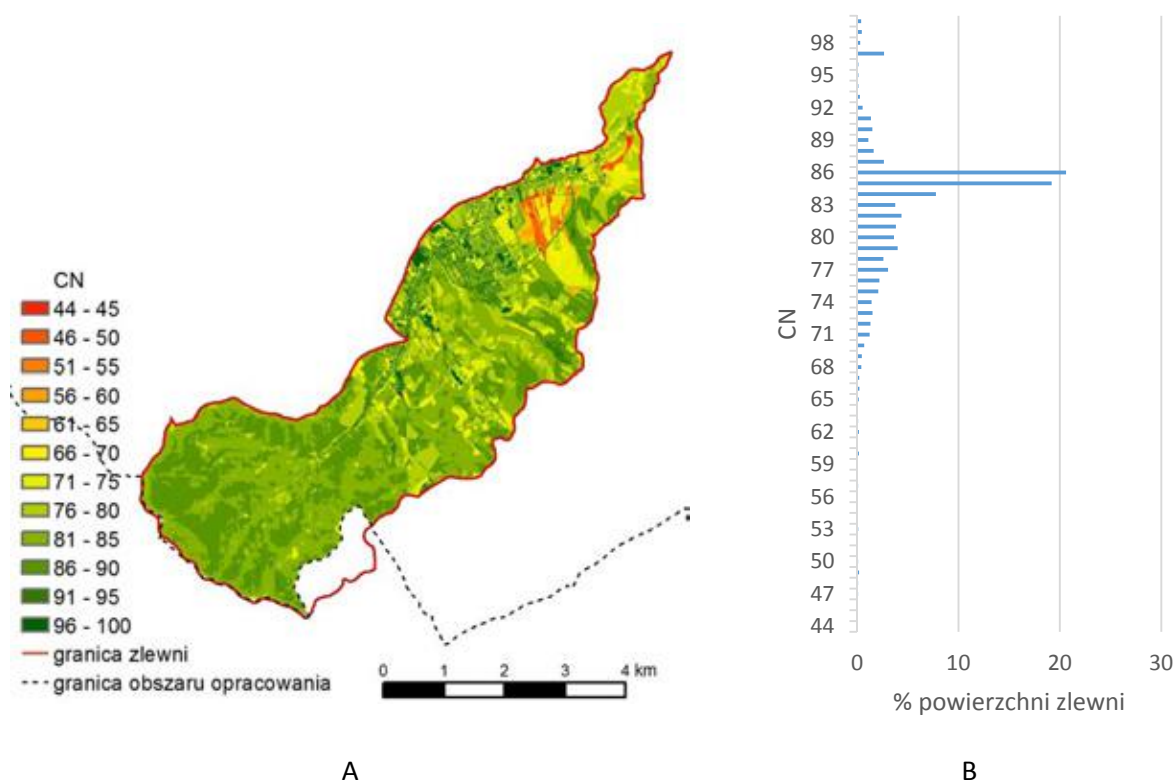 CN
44 - 45
46 - 50
51 - 55
56 - 60
61 - 65
66 - 70
71 - 75
76 - 80
81 - 85
86 - 90
91 - 95
96 - 100
granica zlewni
granica obszaru opracowania
0 1 2 3 4 km
A
98
95
92
89
86
83
80
77
74
71
68
65
62
59
56
53
50
47
44
CN
0 10 20 30
% powierzchni zlewni
B